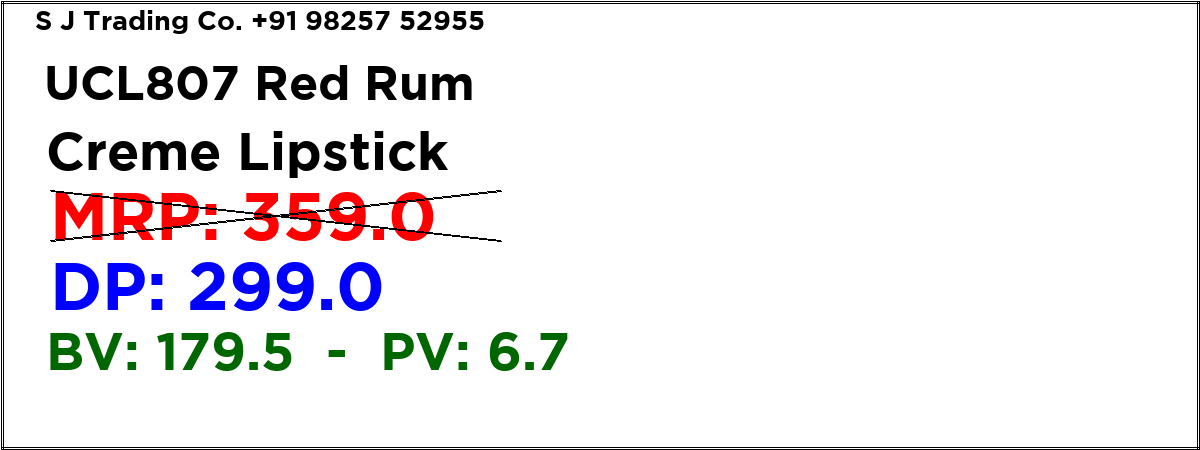 S J Trading Co. +91 98257 52955
UCL807 Red Rum
Creme Lipstick
MRP: 359.0
DP: 299.0
BV: 179.5 - PV: 6.7